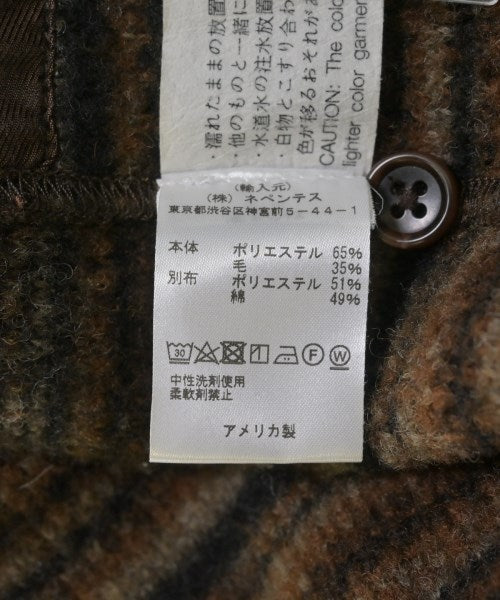 ・濡れたままの放置
・他のものと一緒に
・水道水の注水放置
・白物とこすり合わ
色が移るおそれがあ
CAUTION: The colo
lighter color garmen
(輸入元)
(株) ネペンテス
東京都渋谷区神宮前5-44-1
本体 ポリエステル 65%
毛 35%
別布 ポリエステル 51%
綿 49%
30 F W
中性洗剤使用
柔軟剤禁止
アメリカ製